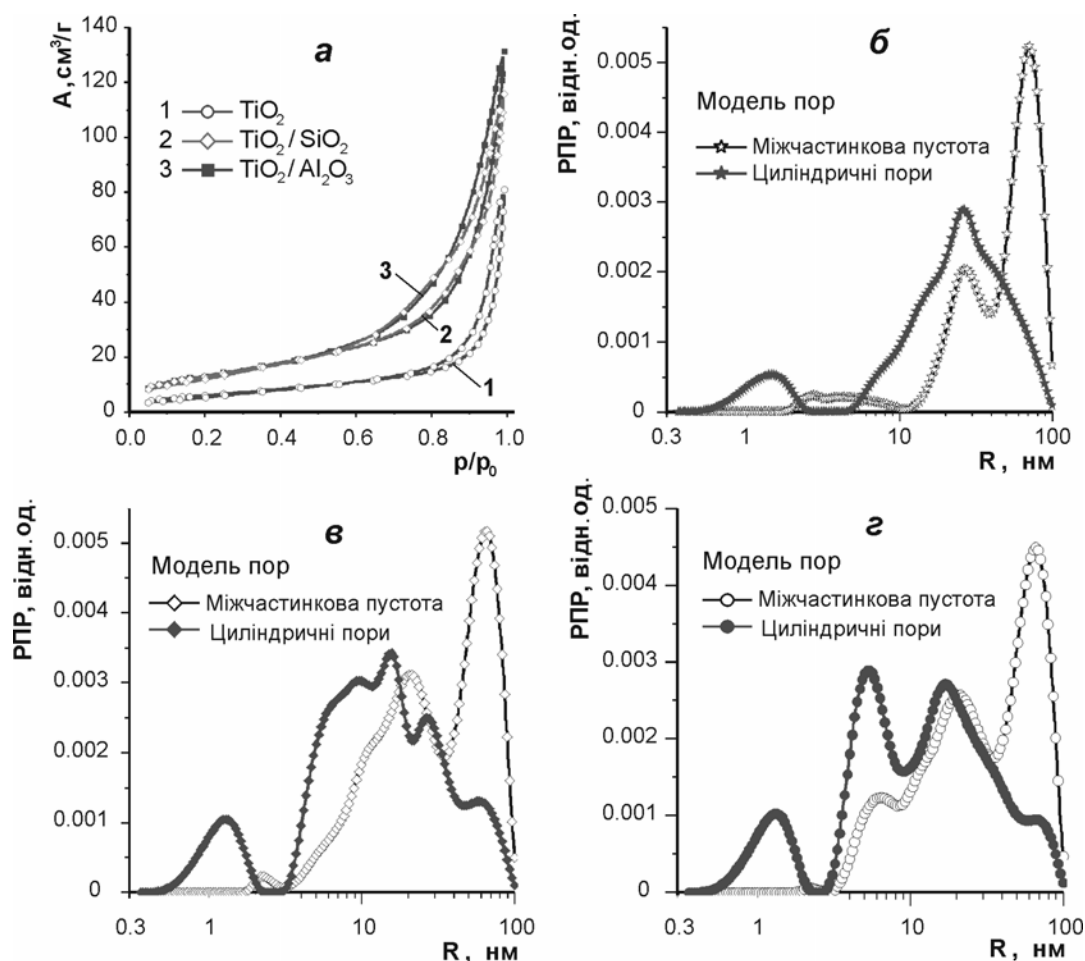 а
A, см³/г
140
120
100
80
60
40
20
0
1 TiO₂
2 TiO₂/SiO₂
3 TiO₂/Al₂O₃
3
2
1
0.0 0.2 0.4 0.6 0.8 1.0
p/p₀
б
РПР, відн.од.
0.005
0.004
0.003
0.002
0.001
0
Модель пор
Міжчастинкова пустота
Циліндричні пори
0.3 1 10 100
R, нм
в
РПР, відн.од.
0.005
0.004
0.003
0.002
0.001
0
Модель пор
Міжчастинкова пустота
Циліндричні пори
0.3 1 10 100
R, нм
г
РПР, відн.од.
0.005
0.004
0.003
0.002
0.001
0
Модель пор
Міжчастинкова пустота
Циліндричні пори
0.3 1 10 100
R, нм